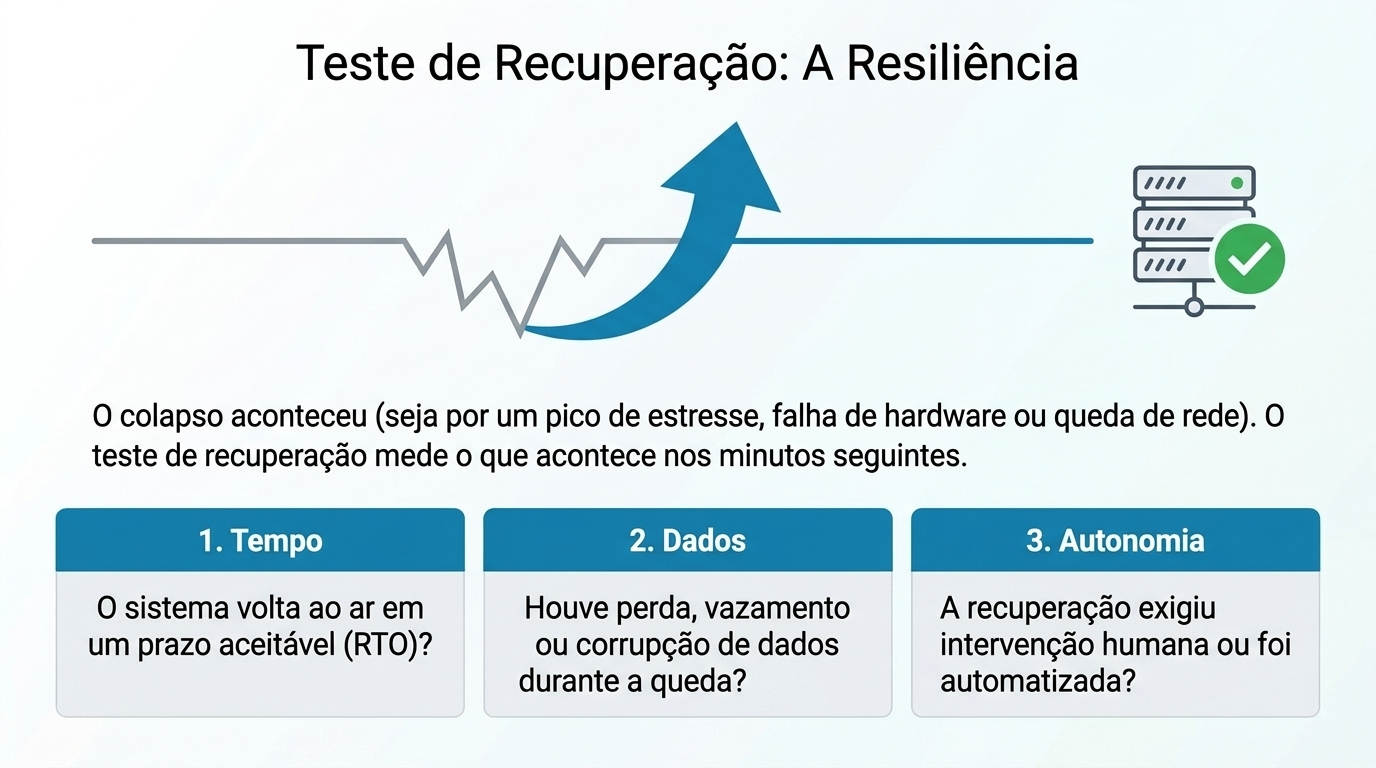 Teste de Recuperação: A Resiliência
O colapso aconteceu (seja por um pico de estresse, falha de hardware ou queda de rede). O
teste de recuperação mede o que acontece nos minutos seguintes.
1. Tempo
O sistema volta ao ar em
um prazo aceitável (RTO)?
2. Dados
Houve perda, vazamento
ou corrupção de dados
durante a queda?
3. Autonomia
A recuperação exigiu
intervenção humana ou foi
automatizada?